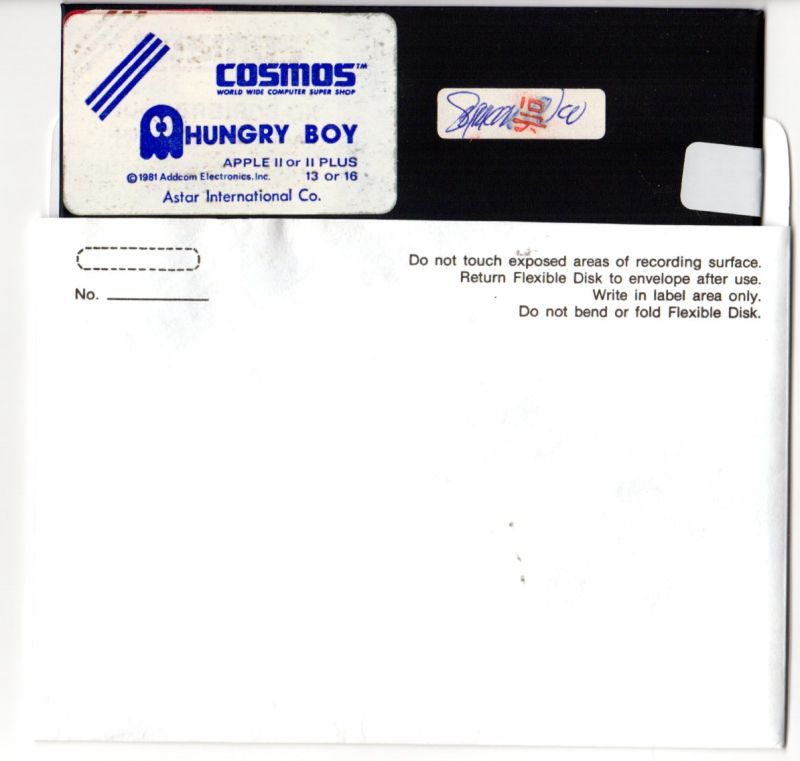 COSMOS™
WORLD WIDE COMPUTER SUPER SHOP
HUNGRY BOY
APPLE II or II PLUS
©1981 Addcom Electronics, Inc. 13 or 16
Astar International Co.
No.
Do not touch exposed areas of recording surface.
Return Flexible Disk to envelope after use.
Write in label area only.
Do not bend or fold Flexible Disk.